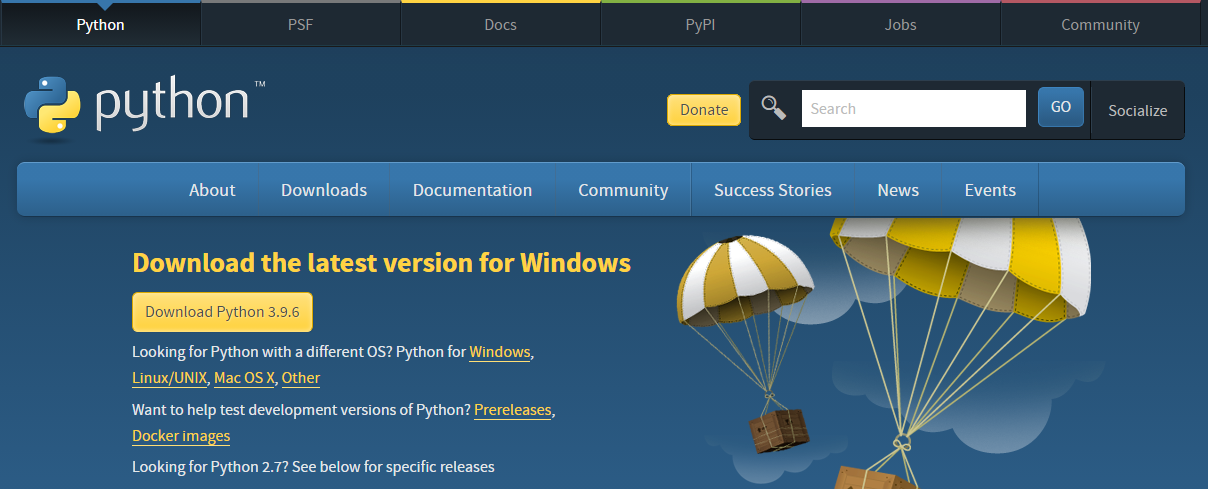 Python PSF Docs PyPI Jobs Community
python™ Donate Search GO Socialize
About Downloads Documentation Community Success Stories News Events
Download the latest version for Windows
Download Python 3.9.6
Looking for Python with a different OS? Python for Windows,
Linux/UNIX, Mac OS X, Other
Want to help test development versions of Python? Prereleases,
Docker images
Looking for Python 2.7? See below for specific releases